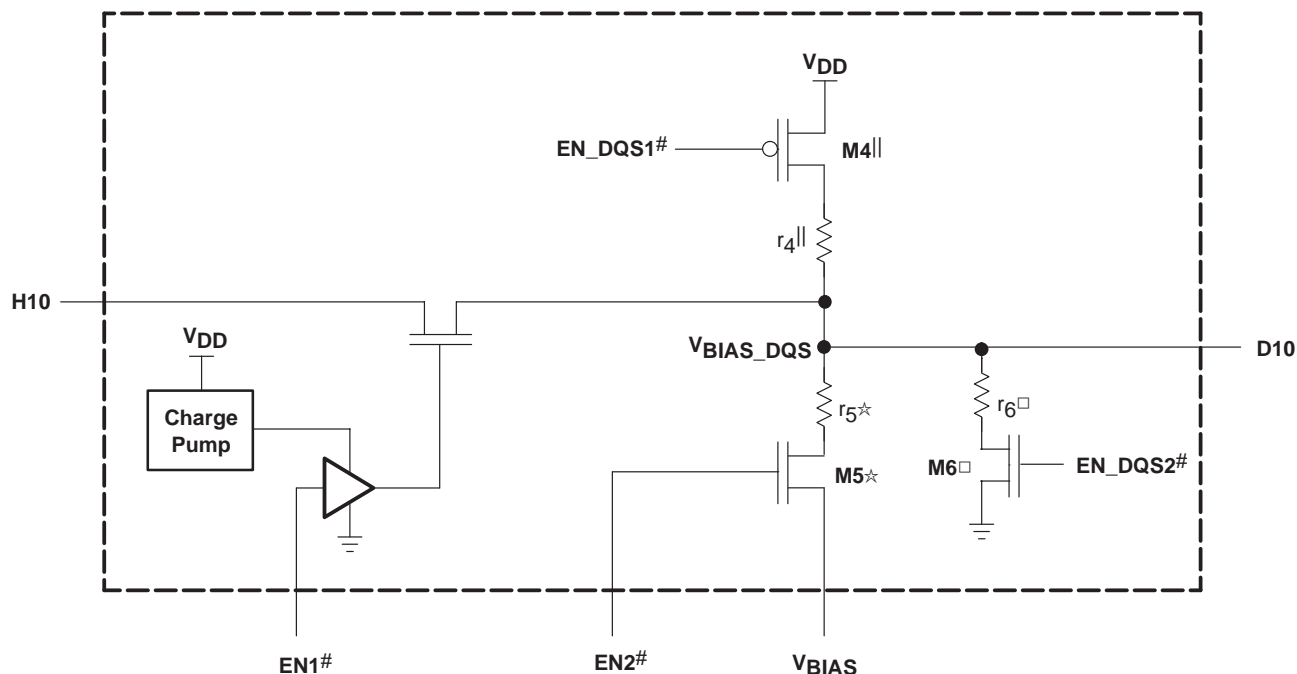 VDD
EN_DQS1#
M4||
r4||
H10
VDD
VBIAS_DQS
D10
Charge
Pump
r5☆
r6□
M5☆
M6□
EN_DQS2#
EN1#
EN2#
VBIAS